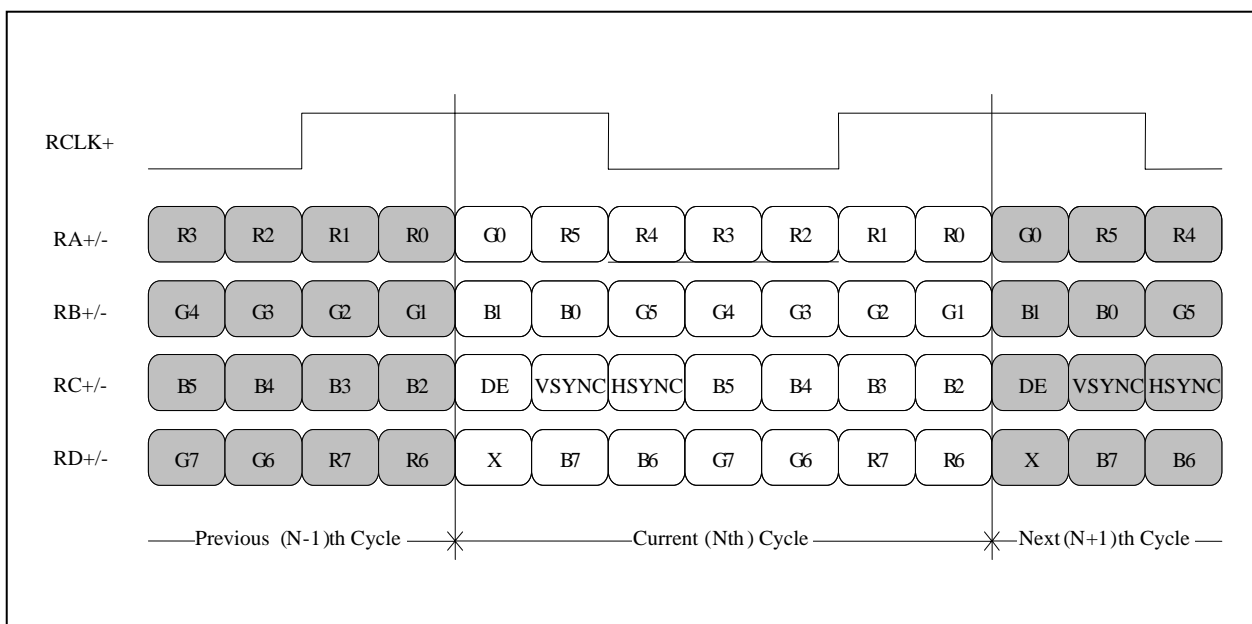 RCLK+
RA+/- R3 R2 R1 R0 G0 R5 R4 R3 R2 R1 R0 G0 R5 R4
RB+/- G4 G3 G2 G1 B1 B0 G5 G4 G3 G2 G1 B1 B0 G5
RC+/- B5 B4 B3 B2 DE VSYNC HSYNC B5 B4 B3 B2 DE VSYNC HSYNC
RD+/- G7 G6 R7 R6 X B7 B6 G7 G6 R7 R6 X B7 B6
Previous (N-1)th Cycle Current (Nth) Cycle Next (N+1)th Cycle